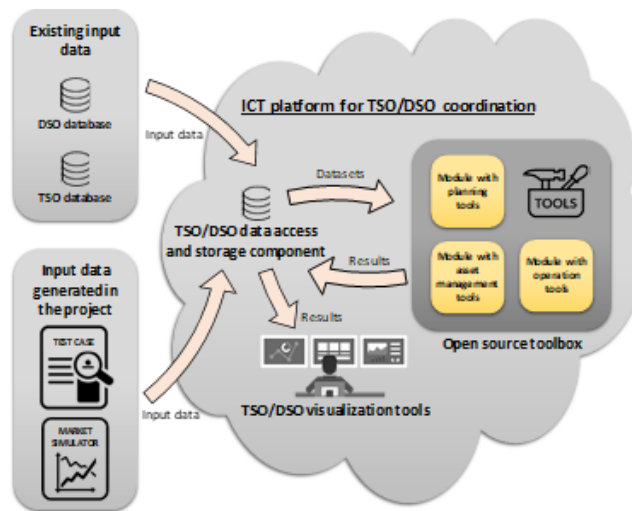 Existing input
data
DSO database
TSO database
Input data
ICT platform for TSO/DSO coordination
Datasets
Module with
planning
tools
TOOLS
TSO/DSO data access
and storage component
Results
Module with
asset
management
tools
Module with
operation
tools
Open source toolbox
Results
Input data
generated in
the project
TEST CASE
MARKET
SIMULATOR
Input data
TSO/DSO visualization tools